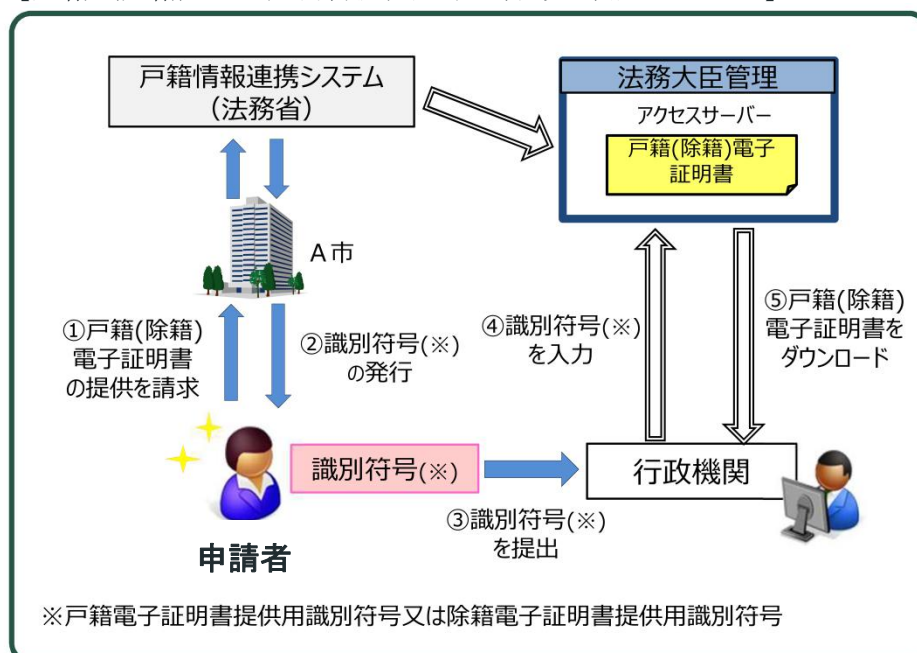 戸籍情報連携システム
（法務省）
法務大臣管理
アクセスサーバー
戸籍(除籍)電子
証明書
A市
①戸籍(除籍)
電子証明書
の提供を請求
②識別符号(※)
の発行
④識別符号(※)
を入力
⑤戸籍(除籍)
電子証明書を
ダウンロード
識別符号(※)
③識別符号(※)
を提出
行政機関
申請者
※戸籍電子証明書提供用識別符号又は除籍電子証明書提供用識別符号